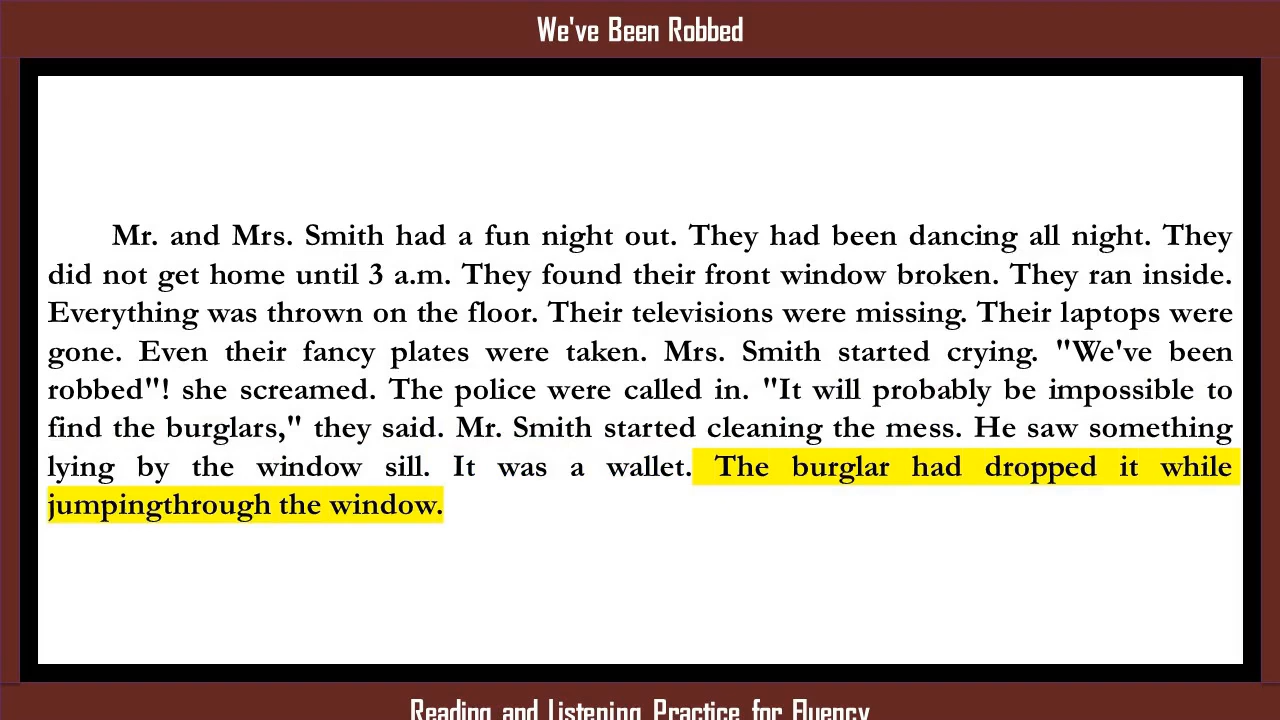 We've Been Robbed
Mr. and Mrs. Smith had a fun night out. They had been dancing all night. They
did not get home until 3 a.m. They found their front window broken. They ran inside.
Everything was thrown on the floor. Their televisions were missing. Their laptops were
gone. Even their fancy plates were taken. Mrs. Smith started crying. "We've been
robbed"! she screamed. The police were called in. "It will probably be impossible to
find the burglars," they said. Mr. Smith started cleaning the mess. He saw something
lying by the window sill. It was a wallet. The burglar had dropped it while
jumpingthrough the window.
Reading and Listening Practice for Fluency